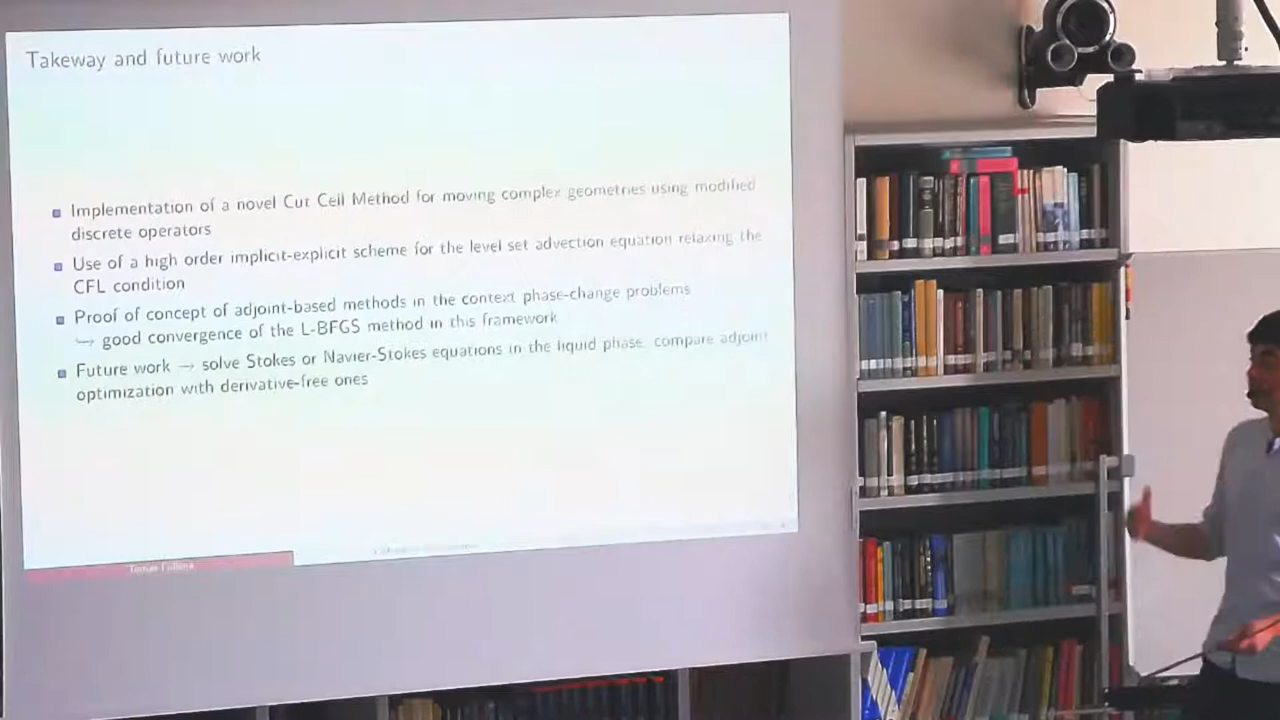 Takeway and future work
Implementation of a novel Cut Cell Method for moving complex geometries using modified
discrete operators
Use of a high order implicit-explicit scheme for the level set advection equation relaxing the
CFL condition
Proof of concept of adjoint-based methods in the context phase-change problems
↪ good convergence of the L-BFGS method in this framework
Future work → solve Stokes or Navier-Stokes equations in the liquid phase, compare adjoint
optimization with derivative-free ones